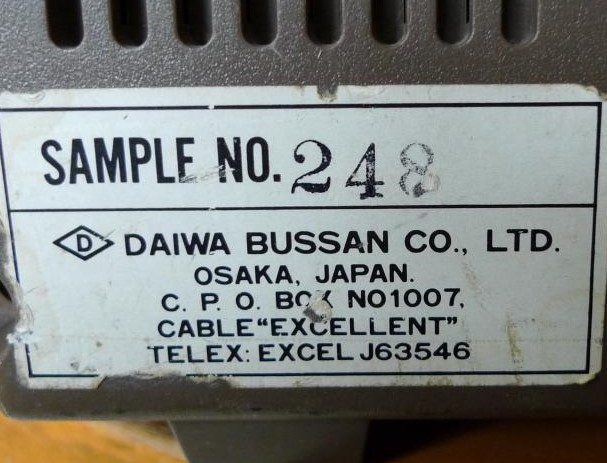 SAMPLE NO. 248
D DAIWA BUSSAN CO., LTD.
OSAKA, JAPAN.
C. P. O. BOX NO1007,
CABLE "EXCELLENT"
TELEX: EXCEL J63546